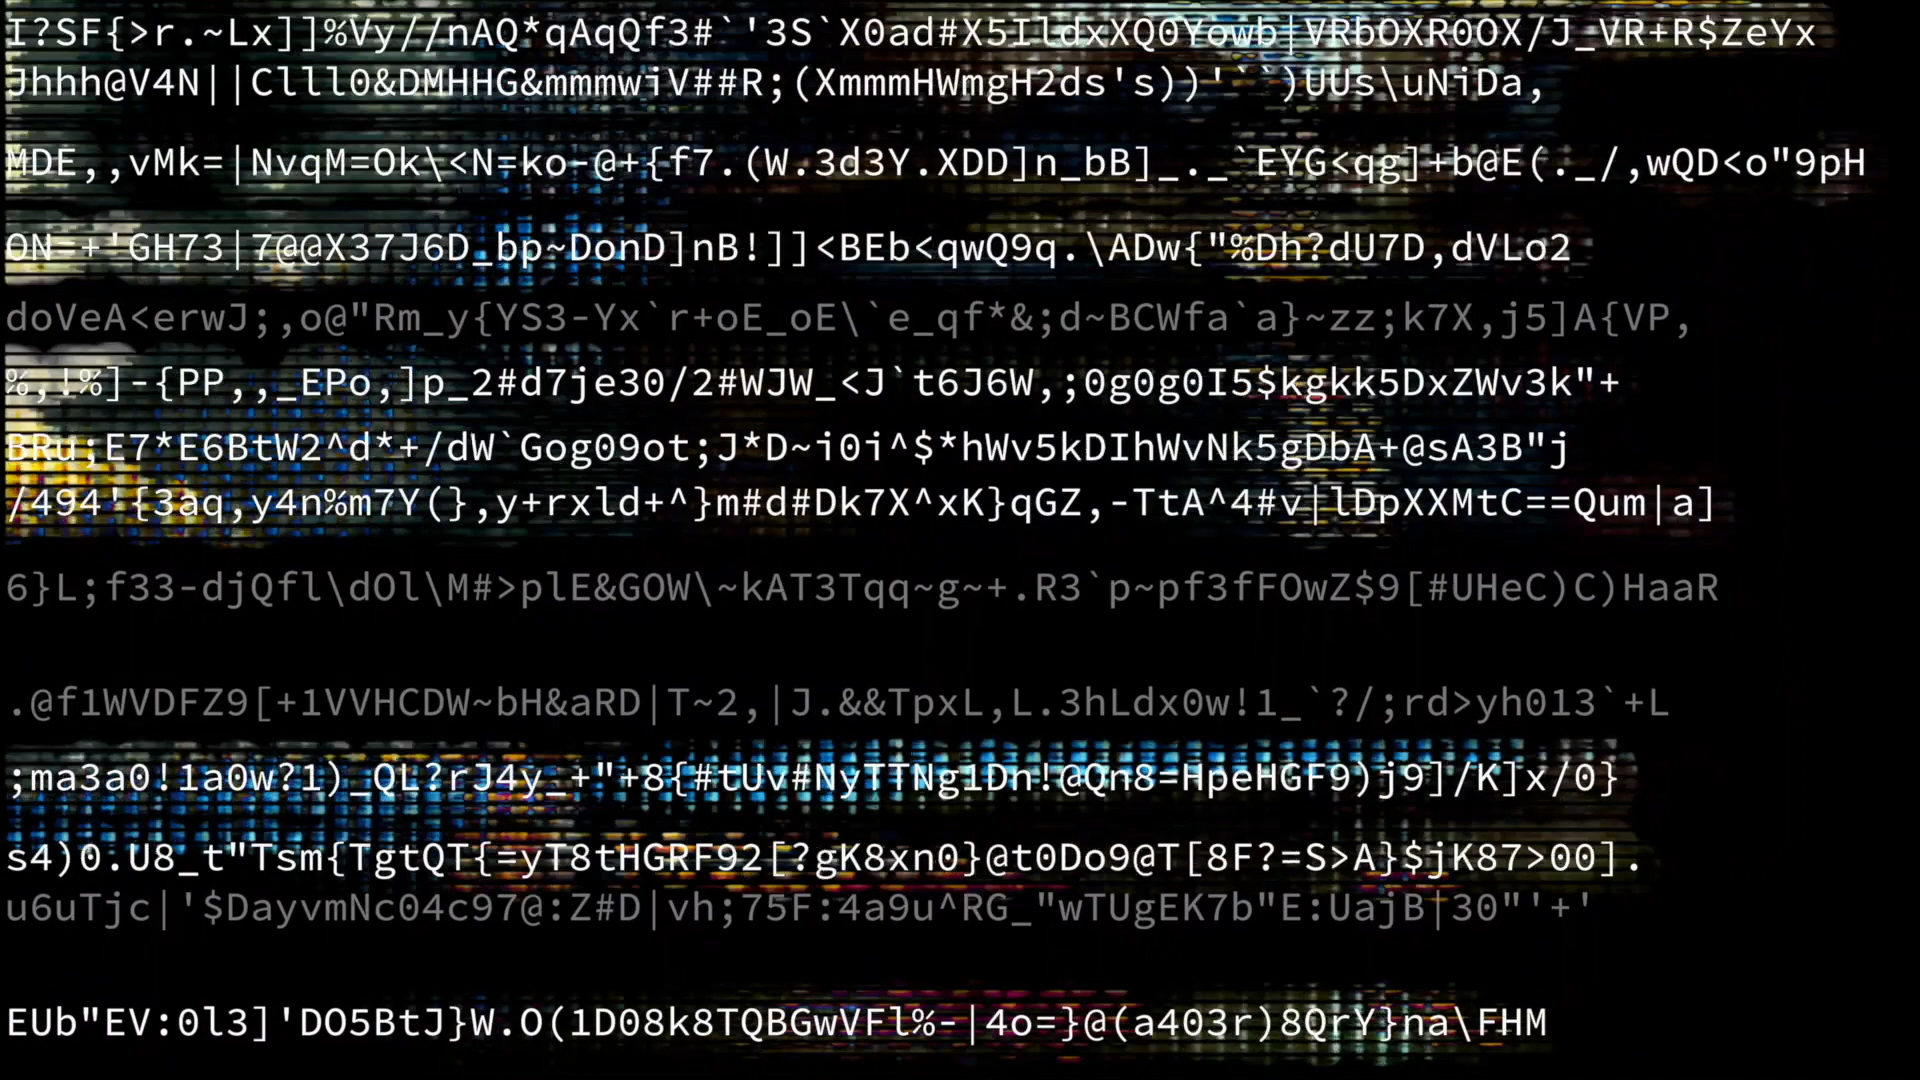 I?SF{>r.~Lx]]%Vy//nAQ*qAqQf3#`'3S`X0ad#X5IldxXQ0Yowb|VRbOXR0OX/J_VR+R$ZeYx
Jhhh@V4N||Clll0&DMHHG&mmmwiV##R;(XmmmHWmgH2ds's))'``)UUs\uNiDa,
MDE,,vMk=|NvqM=Ok\<N=ko-@+{f7.(W.3d3Y.XDD]n_bB]_._`EYG<qg]+b@E(._/,wQD<o"9pH
ON=+'GH73|7@@X37J6D_bp~DonD]nB!]]<BEb<qwQ9q.\ADw{"%Dh?dU7D,dVLo2
doVeA<erwJ;,o@"Rm_y{YS3-Yx`r+oE_oE\`e_qf*&;d~BCWfa`a}~zz;k7X,j5]A{VP,
%,!%]-{PP,,_EPo,]p_2#d7je30/2#WJW_<J`t6J6W,;0g0g0I5$kgkk5DxZWv3k"+
BRu;E7*E6BtW2^d*+/dW`Gog09ot;J*D~i0i^$*hWv5kDIhWvNk5gDbA+@sA3B"j
/494'{3aq,y4n%m7Y(},y+rxld+^}m#d#Dk7X^xK}qGZ,-TtA^4#v|lDpXXMtC==Qum|a]
6}L;f33-djQfl\dOl\M#>plE&GOW\~kAT3Tqq~g~+.R3`p~pf3fFOwZ$9[#UHeC)C)HaaR
.@f1WVDFZ9[+1VVHCDW~bH&aRD|T~2,|J.&&TpxL,L.3hLdx0w!1_`?/;rd>yh013`+L
;ma3a0!1a0w?1)_QL?rJ4y_+"+8{#tUv#NyTTNg1Dn!@Qn8=HpeHGF9)j9]/K]x/0}
s4)0.U8_t"Tsm{TgtQT{=yT8tHGRF92[?gK8xn0}@t0Do9@T[8F?=S>A}$jK87>00].
u6uTjc|'$DayvmNc04c97@:Z#D|vh;75F:4a9u^RG_"wTUgEK7b"E:UajB|30"'+'
EUb"EV:0l3]'DO5BtJ}W.O(1D08k8TQBGwVFl%-|4o=}@(a403r)8QrY}na\FHM